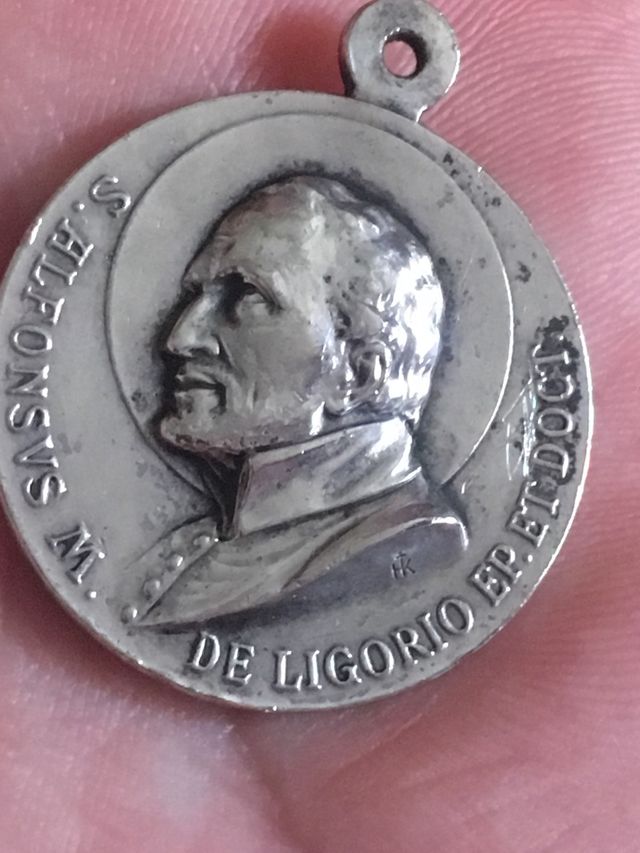 S. ALFONSVS M. DE LIGORIO EP. ET DOCT.